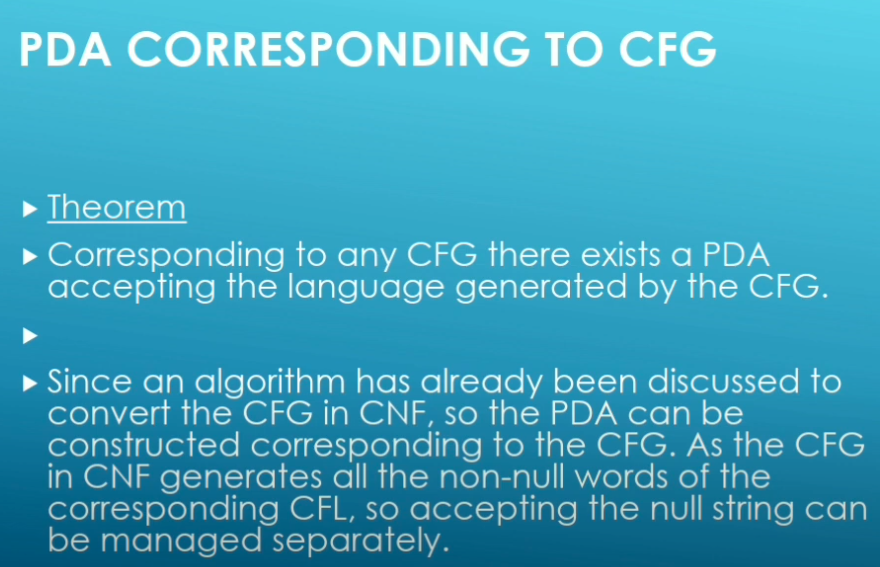 PDA CORRESPONDING TO CFG
Theorem
Corresponding to any CFG there exists a PDA
accepting the language generated by the CFG.
Since an algorithm has already been discussed to
convert the CFG in CNF, so the PDA can be
constructed corresponding to the CFG. As the CFG
in CNF generates all the non-null words of the
corresponding CFL, so accepting the null string can
be managed separately.